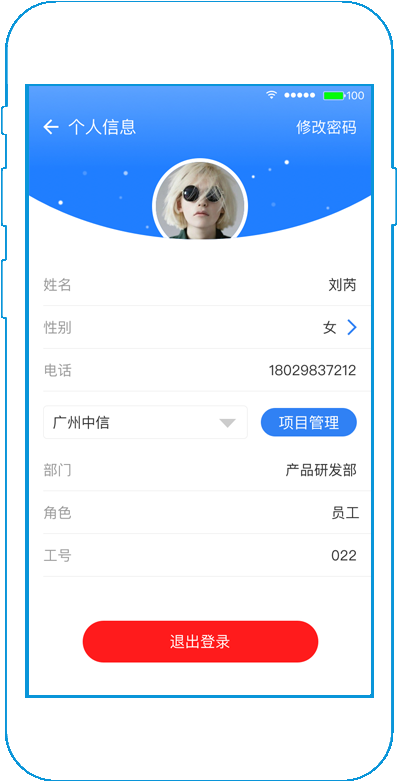 100
个人信息 修改密码
姓名 刘芮
性别 女
电话 18029837212
广州中信 项目管理
部门 产品研发部
角色 员工
工号 022
退出登录